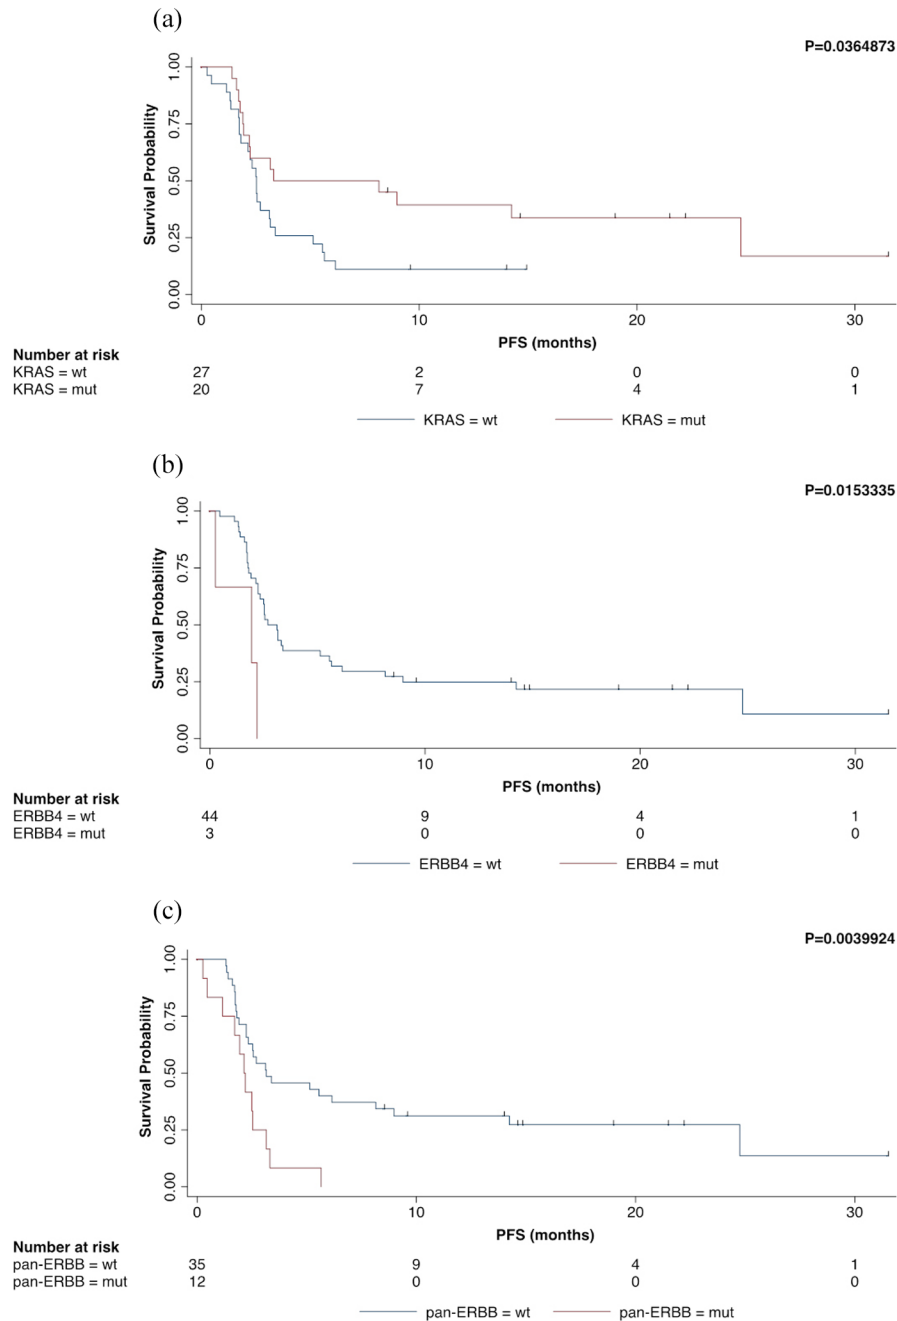 (a)
P=0.0364873
Survival Probability
1.00
0.75
0.50
0.25
0.00
0 10 20 30
PFS (months)
Number at risk
KRAS = wt 27 2 0 0
KRAS = mut 20 7 4 1
KRAS = wt KRAS = mut
(b)
P=0.0153335
Survival Probability
1.00
0.75
0.50
0.25
0.00
0 10 20 30
PFS (months)
Number at risk
ERBB4 = wt 44 9 4 1
ERBB4 = mut 3 0 0 0
ERBB4 = wt ERBB4 = mut
(c)
P=0.0039924
Survival Probability
1.00
0.75
0.50
0.25
0.00
0 10 20 30
PFS (months)
Number at risk
pan-ERBB = wt 35 9 4 1
pan-ERBB = mut 12 0 0 0
pan-ERBB = wt pan-ERBB = mut